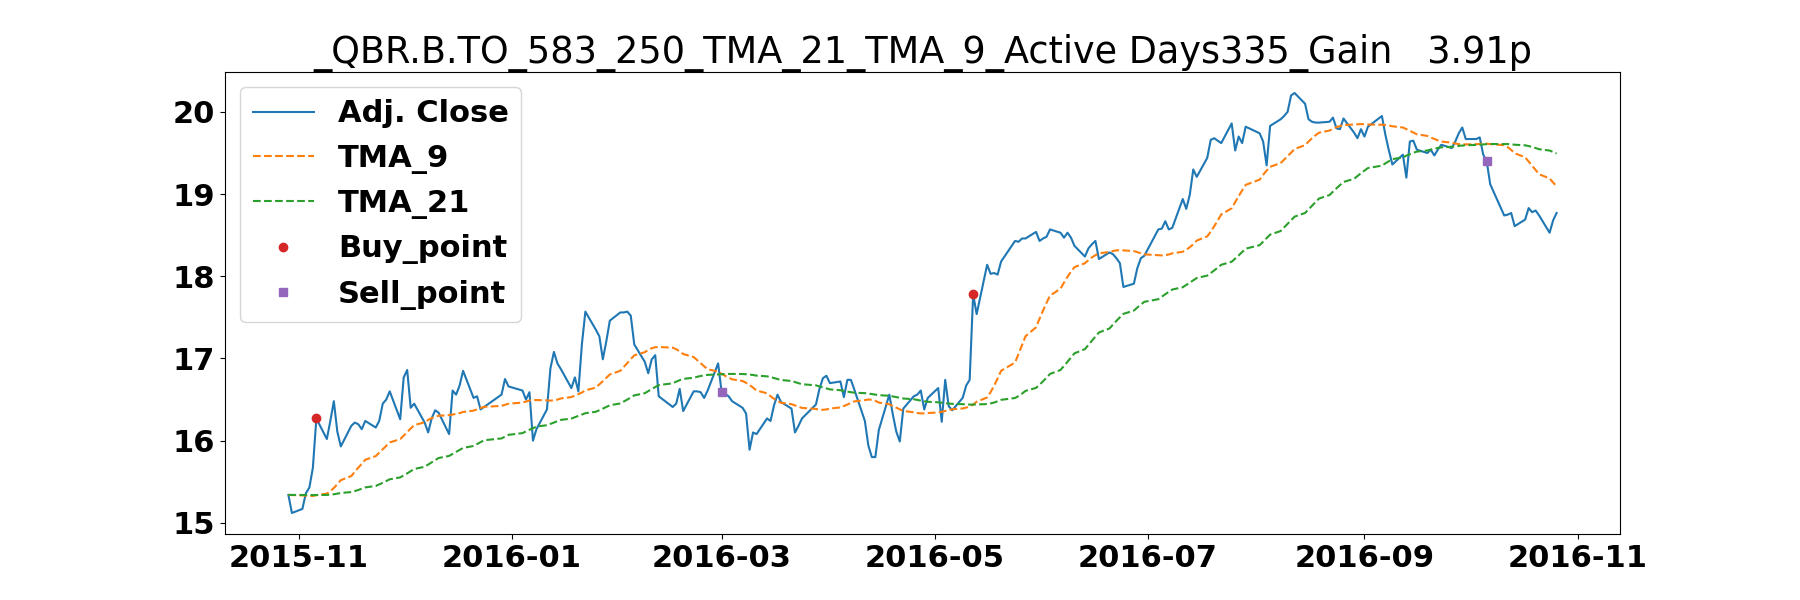 _QBR.B.TO_583_250_TMA_21_TMA_9_Active Days335_Gain   3.91p
20
19
18
17
16
15
Adj. Close
TMA_9
TMA_21
Buy_point
Sell_point
2015-11 2016-01 2016-03 2016-05 2016-07 2016-09 2016-11